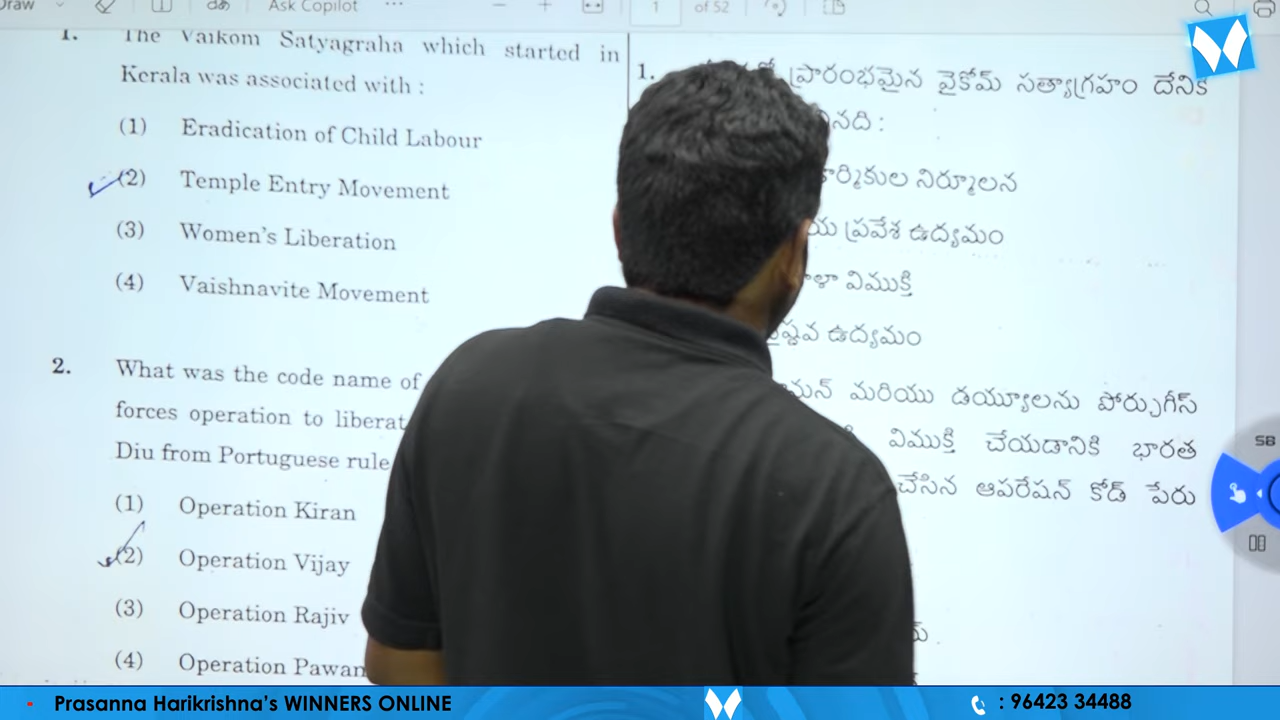 Draw
Ask Copilot
1 of 52
1. The Vaikom Satyagraha which started in
Kerala was associated with :
(1) Eradication of Child Labour
(2) Temple Entry Movement
(3) Women's Liberation
(4) Vaishnavite Movement
2. What was the code name of
forces operation to liberat
Diu from Portuguese rule
(1) Operation Kiran
(2) Operation Vijay
(3) Operation Rajiv
(4) Operation Pawan
1. ప్రారంభమైన వైకోమ్ సత్యాగ్రహం దేనికి
ప్రవేశ ఉద్యమం
విముక్తి
ఉద్యమం
మరియు డయ్యూలను పోర్చుగీస్
విముక్తి చేయడానికి భారత
చేసిన ఆపరేషన్ కోడ్ పేరు
నిర్మూలన
Prasanna Harikrishna's WINNERS ONLINE
: 96423 34488